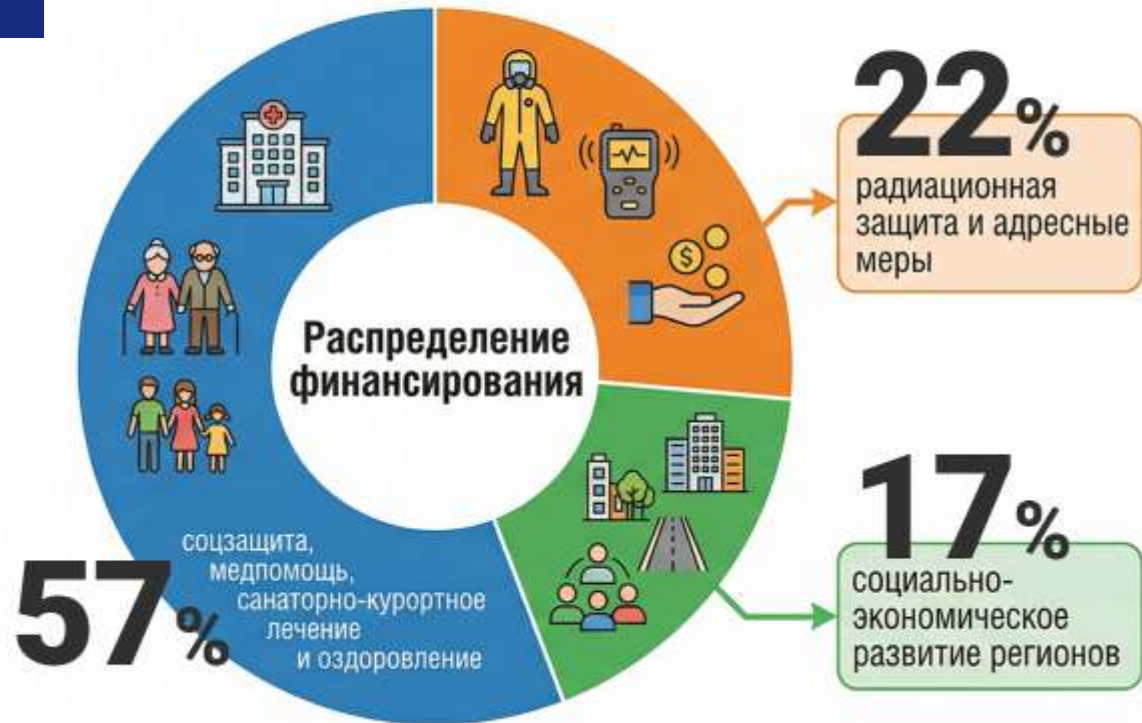 Распределение
финансирования
22%
радиационная
защита и адресные
меры
17%
социально-
экономическое
развитие регионов
57%
соцзащита,
медпомощь,
санаторно-курортное
лечение
и оздоровление
$